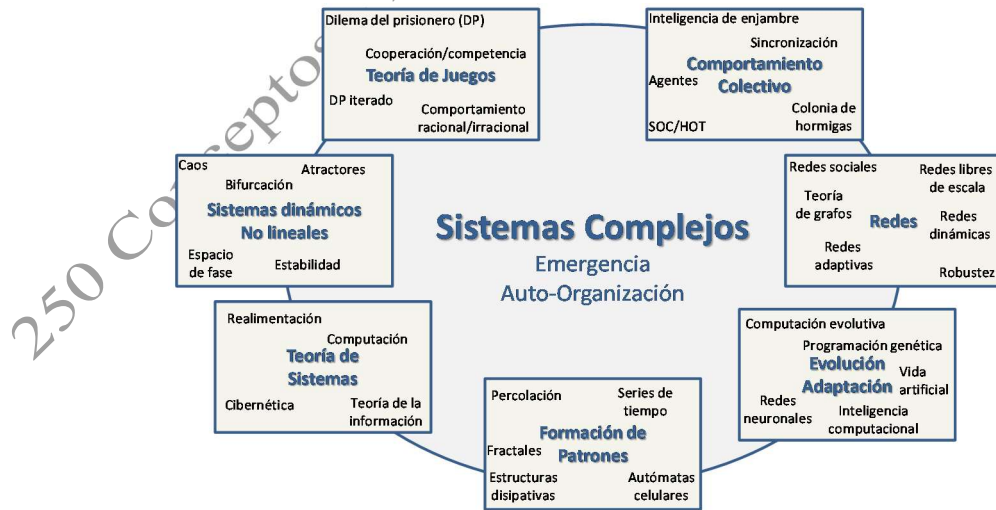 250 Conceptos
Dilema del prisionero (DP)
Cooperación/competencia
Teoría de Juegos
DP iterado
Comportamiento
racional/irracional
Inteligencia de enjambre
Sincronización
Comportamiento
Colectivo
Agentes
SOC/HOT
Colonia de
hormigas
Caos
Atractores
Bifurcación
Sistemas dinámicos
No lineales
Espacio
de fase
Estabilidad
Sistemas Complejos
Emergencia
Auto-Organización
Redes sociales
Redes libres
de escala
Teoría
de grafos
Redes
Redes
dinámicas
Redes
adaptivas
Robustez
Realimentación
Computación
Teoría de
Sistemas
Cibernética
Teoría de la
información
Percolación
Series de
tiempo
Formación de
Patrones
Fractales
Estructuras
disipativas
Autómatas
celulares
Computación evolutiva
Programación genética
Evolución
Adaptación
Vida
artificial
Redes
neuronales
Inteligencia
computacional